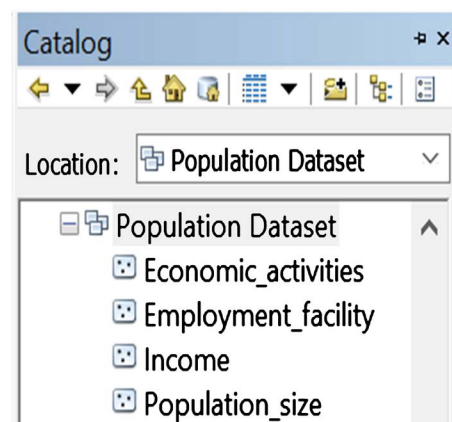 Catalog
Location: Population Dataset
Population Dataset
Economic_activities
Employment_facility
Income
Population_size